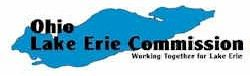 Ohio
Lake Erie Commission
Working Together for Lake Erie